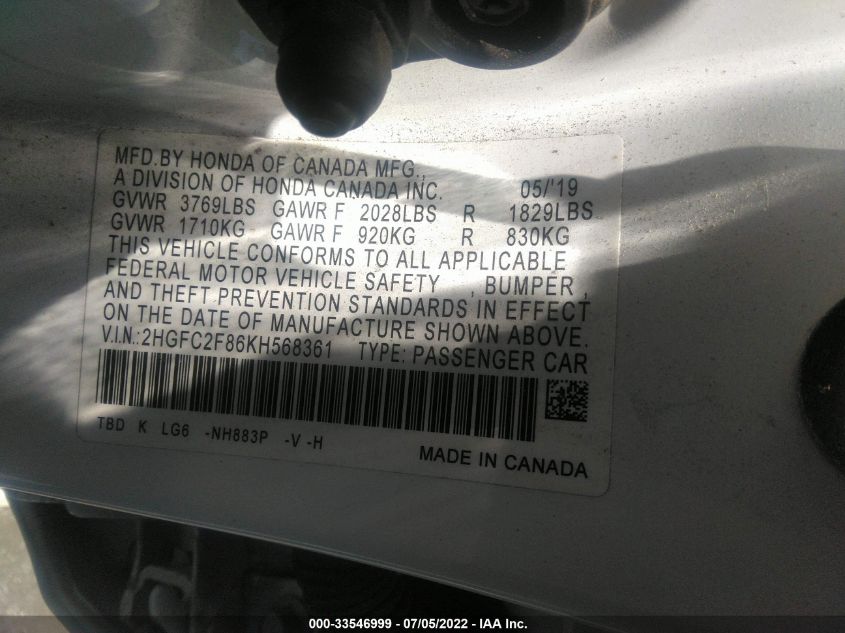 MFD.BY HONDA OF CANADA MFG.,
A DIVISION OF HONDA CANADA INC. 05/'19
GVWR 3769LBS GAWR F 2028LBS R 1829LBS
GVWR 1710KG GAWR F 920KG R 830KG
THIS VEHICLE CONFORMS TO ALL APPLICABLE
FEDERAL MOTOR VEHICLE SAFETY , BUMPER ,
AND THEFT PREVENTION STANDARDS IN EFFECT
ON THE DATE OF MANUFACTURE SHOWN ABOVE.
V.I.N.:2HGFC2F86KH568361 TYPE: PASSENGER CAR
TBD K LG6 -NH883P -V -H
MADE IN CANADA
000-33546999 - 07/05/2022 - IAA Inc.